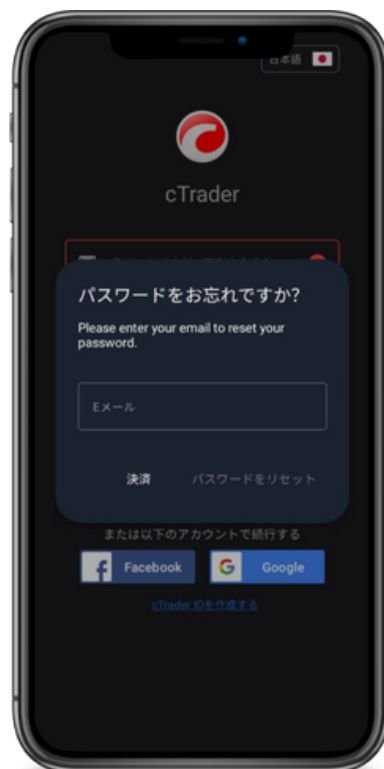 日本語
cTrader
パスワードをお忘れですか?
Please enter your email to reset your
password.
Eメール
決済
パスワードをリセット
または以下のアカウントで続行する
Facebook
Google
cTrader IDを作成する